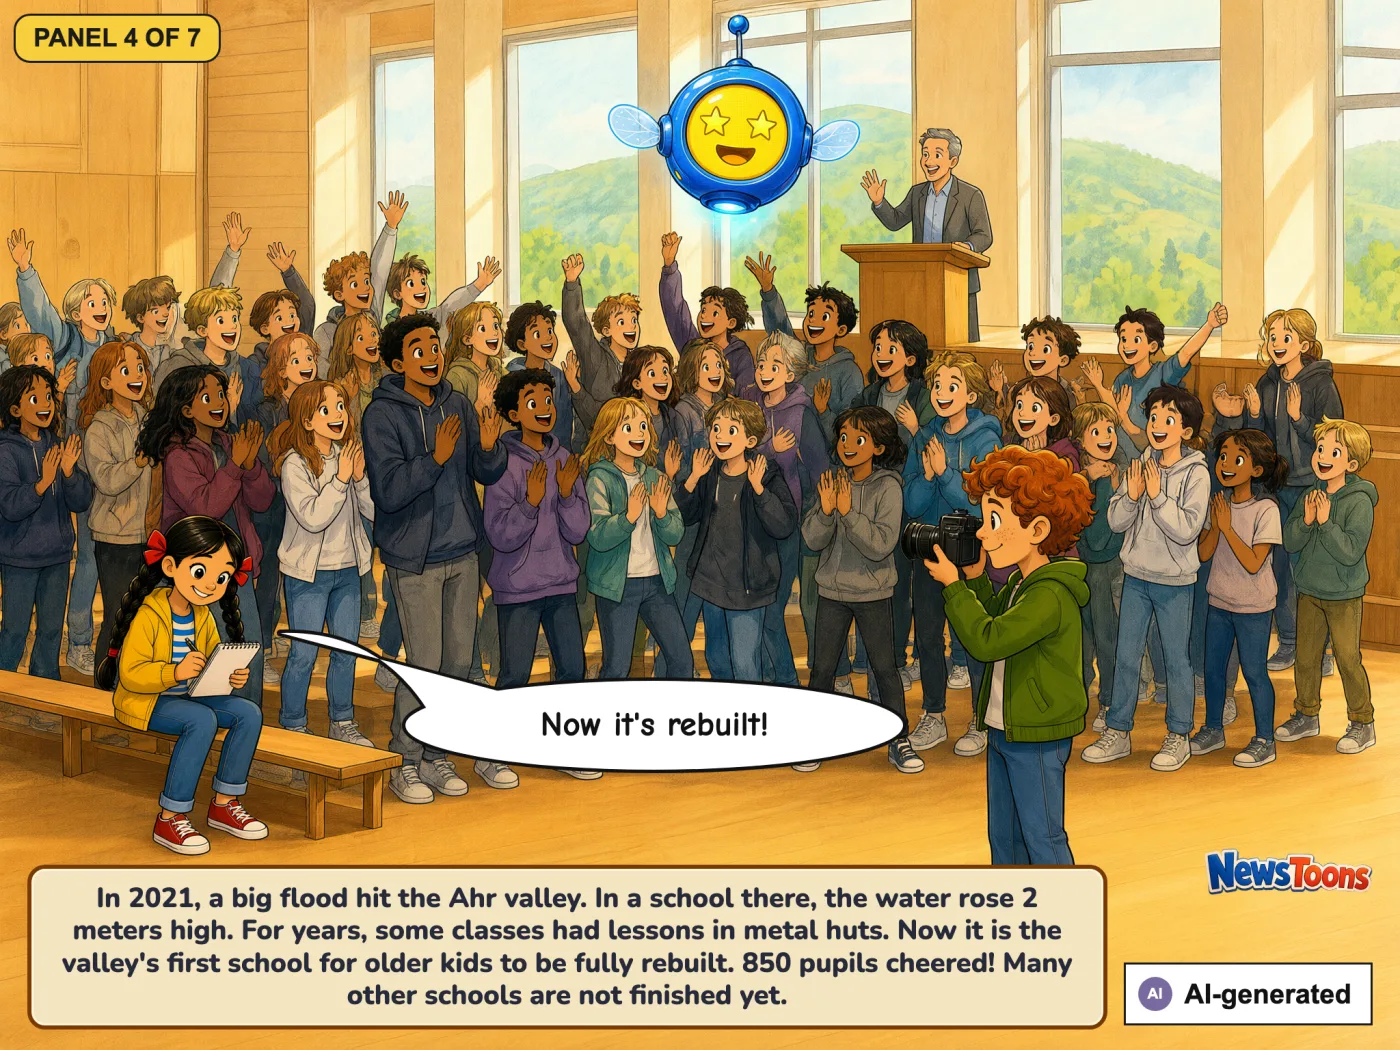 PANEL 4 OF 7
Now it's rebuilt!
In 2021, a big flood hit the Ahr valley. In a school there, the water rose 2
meters high. For years, some classes had lessons in metal huts. Now it is the
valley's first school for older kids to be fully rebuilt. 850 pupils cheered! Many
other schools are not finished yet.
NewsToons
AI AI-generated